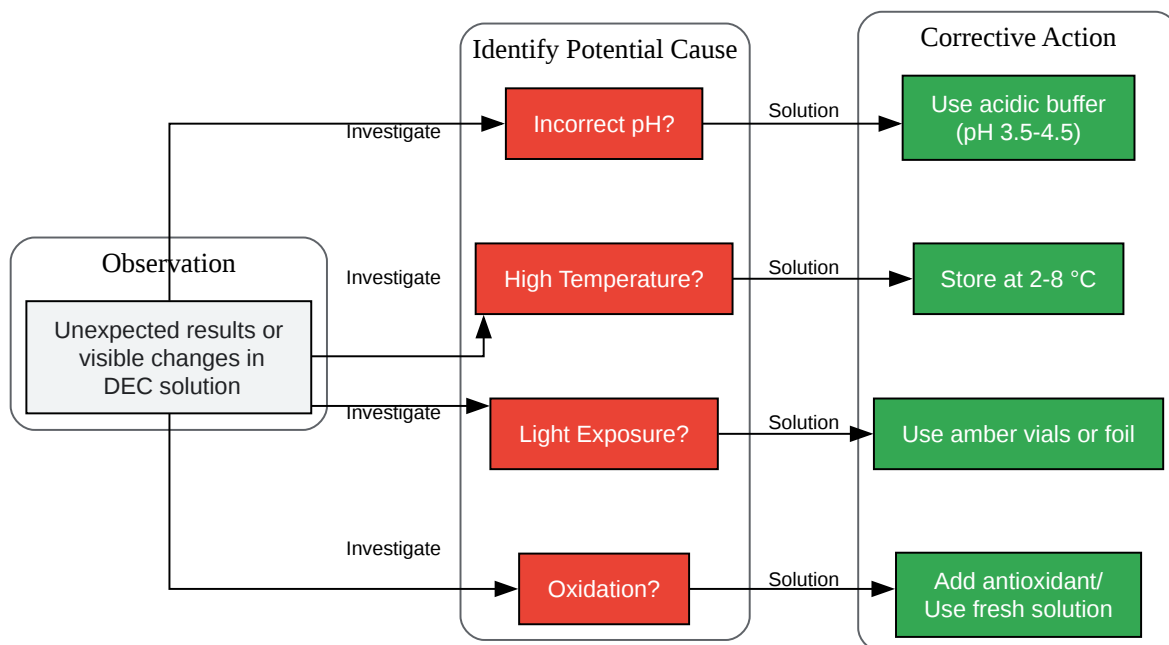 Identify Potential Cause
Corrective Action
Investigate
Incorrect pH?
Solution
Use acidic buffer
(pH 3.5-4.5)
Observation
Investigate
High Temperature?
Solution
Store at 2-8 °C
Unexpected results or
visible changes in
DEC solution
Investigate
Light Exposure?
Solution
Use amber vials or foil
Investigate
Oxidation?
Solution
Add antioxidant/
Use fresh solution